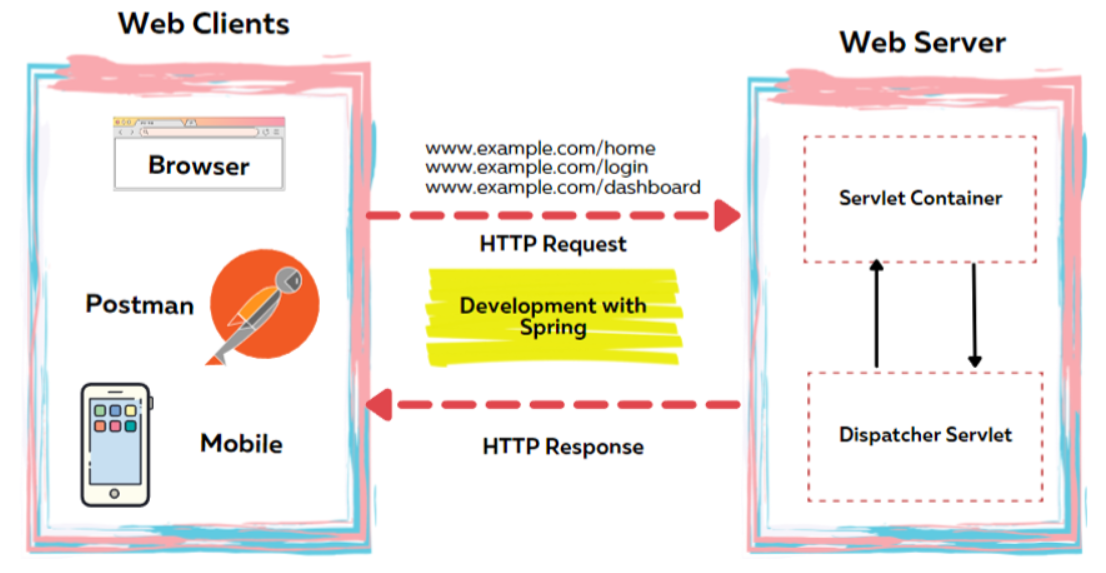 Web Clients
Web Server
Browser
Postman
Mobile
www.example.com/home
www.example.com/login
www.example.com/dashboard
HTTP Request
Development with
Spring
HTTP Response
Servlet Container
Dispatcher Servlet